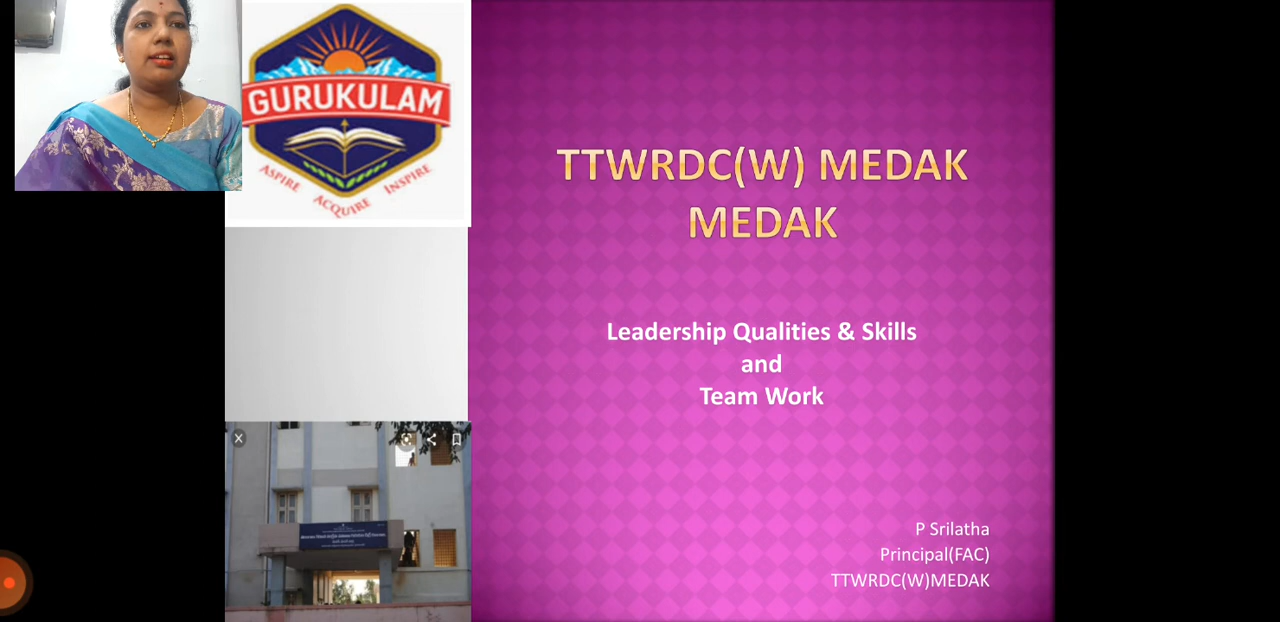 GURUKULAM
ASPIRE
ACQUIRE
INSPIRE
TTWRDC(W) MEDAK
MEDAK
Leadership Qualities & Skills
and
Team Work
P Srilatha
Principal(FAC)
TTWRDC(W)MEDAK